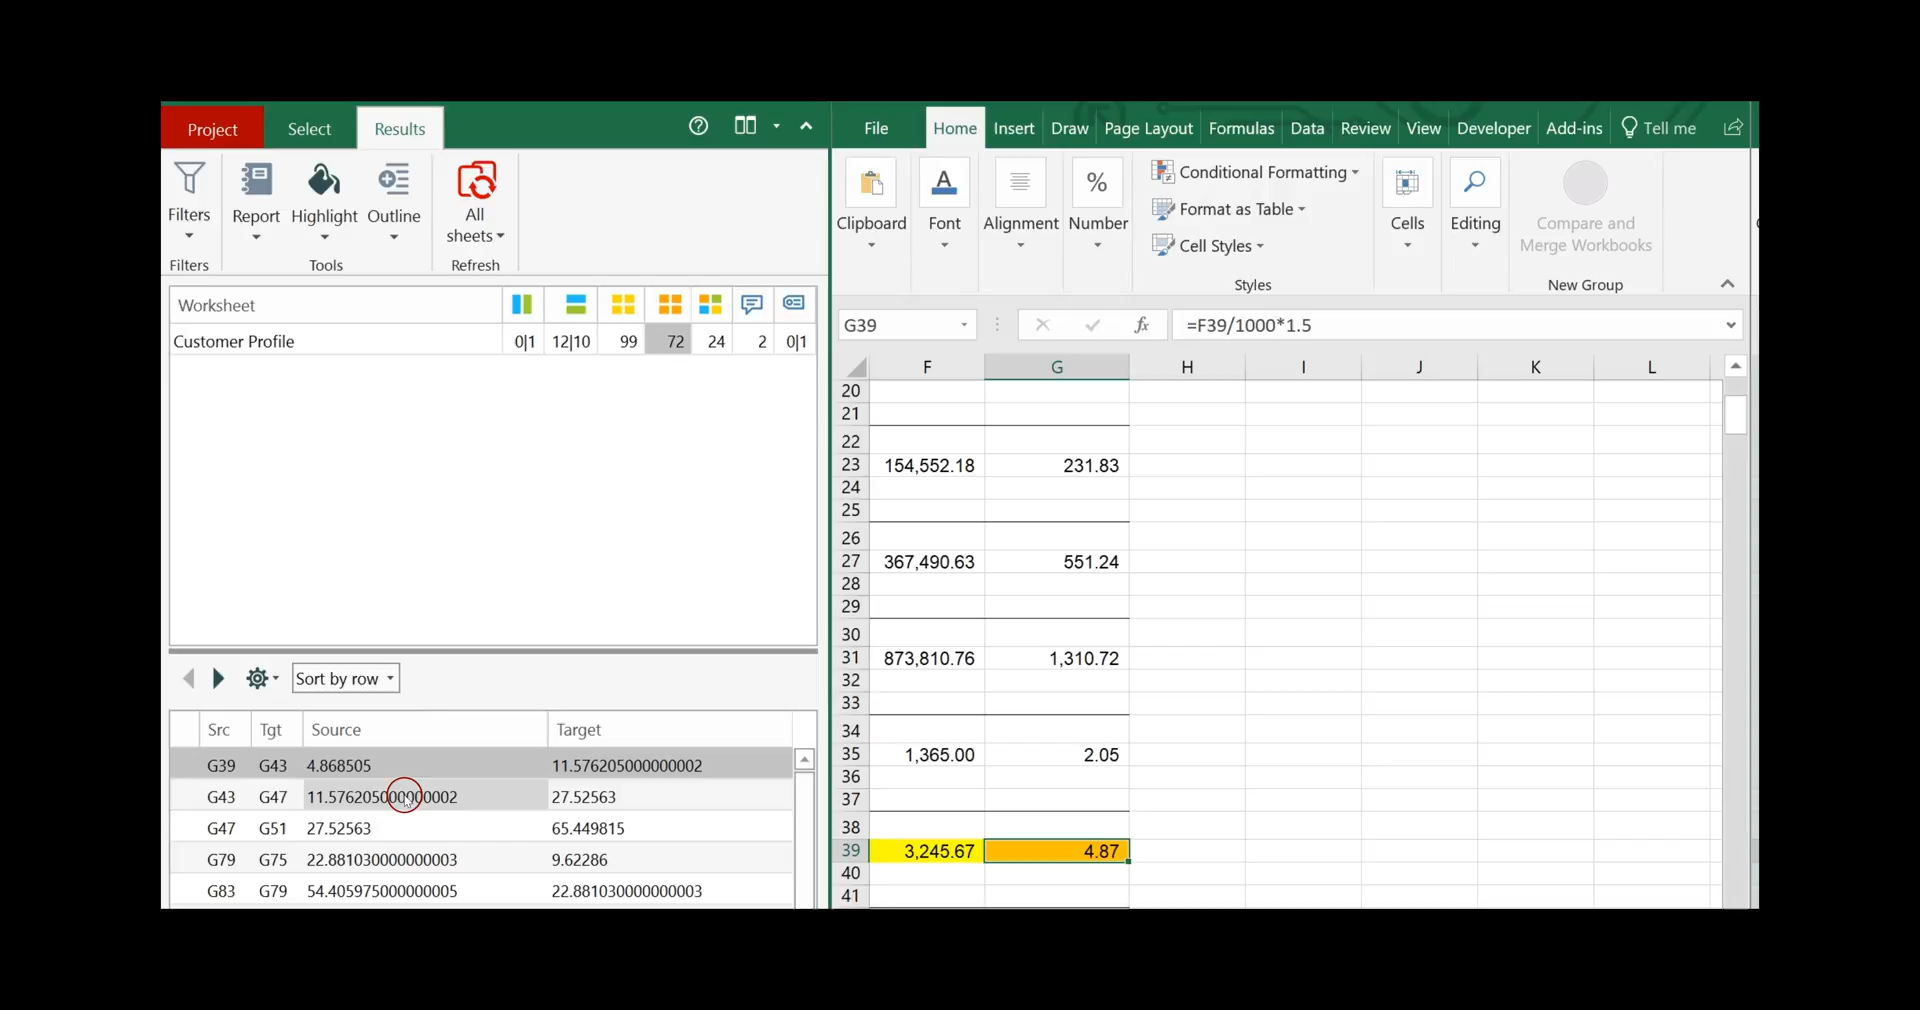 Project Select Results
Filters
Report Highlight Outline
All
sheets
Filters Tools Refresh
Worksheet
Customer Profile 0|1 12|10 99 72 24 2 0|1
Sort by row
Src Tgt Source Target
G39 G43 4.868505 11.576205000000002
G43 G47 11.576205000000002 27.52563
G47 G51 27.52563 65.449815
G79 G75 22.881030000000003 9.62286
G83 G79 54.405975000000005 22.881030000000003
File Home Insert Draw Page Layout Formulas Data Review View Developer Add-ins Tell me
Clipboard
A
Font
Alignment
%
Number
Conditional Formatting
Format as Table
Cell Styles
Styles
Cells
Editing
Compare and
Merge Workbooks
New Group
G39 fx =F39/1000*1.5
F G H I J K L
20
21
22
23 154,552.18 231.83
24
25
26
27 367,490.63 551.24
28
29
30
31 873,810.76 1,310.72
32
33
34
35 1,365.00 2.05
36
37
38
39 3,245.67 4.87
40
41